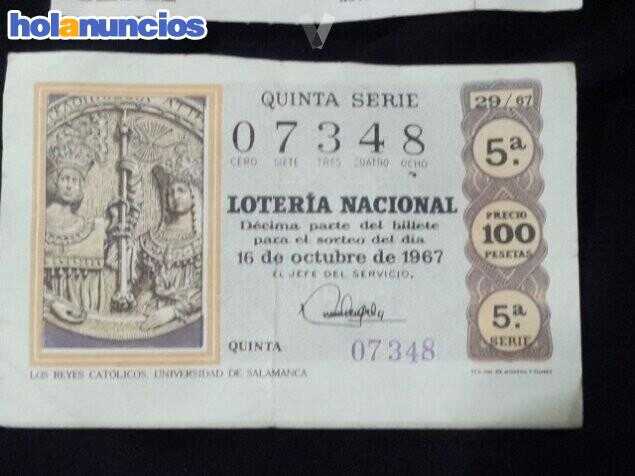 holanuncios
QUINTA SERIE
29/67
07348
CERO SIETE TRES CUATRO OCHO
5.ª
LOTERÍA NACIONAL
Décima parte del billete
para el sorteo del día
16 de octubre de 1967
EL JEFE DEL SERVICIO,
PRECIO
100
PESETAS
QUINTA
07348
5.ª
SERIE
LOS REYES CATÓLICOS. UNIVERSIDAD DE SALAMANCA